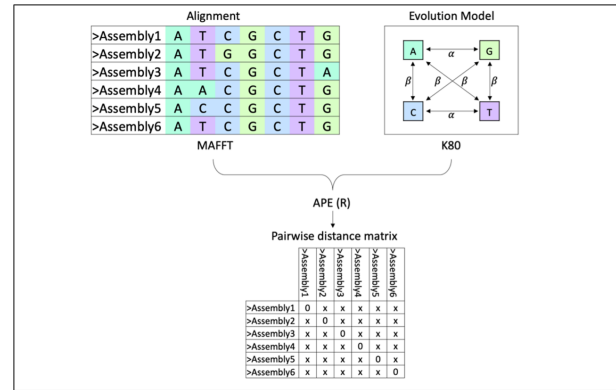 Alignment
>Assembly1 A T C G C T G
>Assembly2 A T G G C T G
>Assembly3 A T C G C T A
>Assembly4 A A C G C T G
>Assembly5 A C C G C T G
>Assembly6 A T C G C T G
MAFFT
Evolution Model
A α G
β β β β
C α T
K80
APE (R)
Pairwise distance matrix
>Assembly1 >Assembly2 >Assembly3 >Assembly4 >Assembly5 >Assembly6
>Assembly1 0 x x x x x
>Assembly2 x 0 x x x x
>Assembly3 x x 0 x x x
>Assembly4 x x x 0 x x
>Assembly5 x x x x 0 x
>Assembly6 x x x x x 0